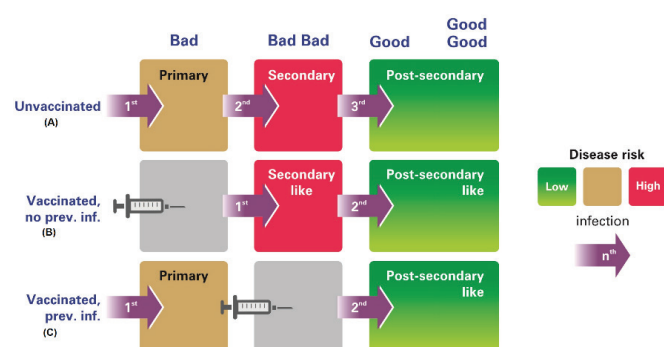 Bad
Bad Bad
Good
Good
Good
Unvaccinated
(A)
1st
Primary
2nd
Secondary
3rd
Post-secondary
Vaccinated,
no prev. inf.
(B)
1st
Secondary
like
2nd
Post-secondary
like
Vaccinated,
prev. inf.
(C)
1st
Primary
2nd
Post-secondary
like
Disease risk
Low
High
infection
nth